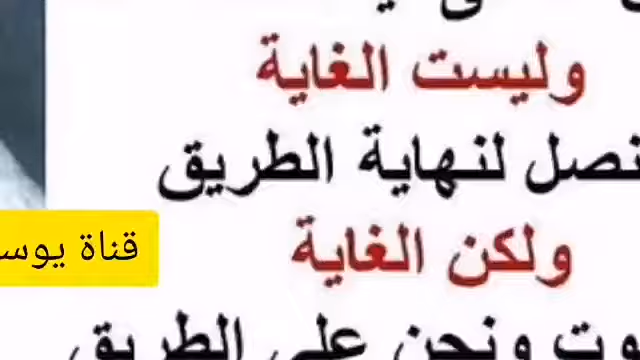 وليست الغاية
نصل لنهاية الطريق
ولكن الغاية
ونحن على الطريق
قناة